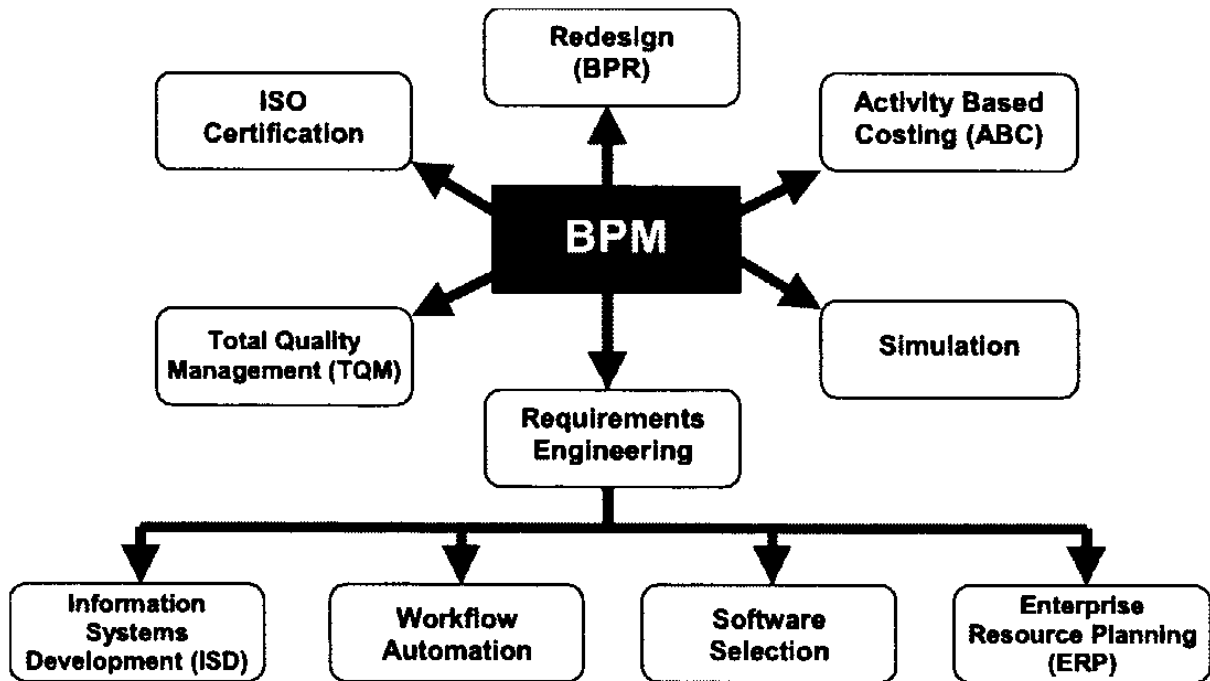 Redesign
(BPR)
ISO
Certification
Activity Based
Costing (ABC)
BPM
Total Quality
Management (TQM)
Simulation
Requirements
Engineering
Information
Systems
Development (ISD)
Workflow
Automation
Software
Selection
Enterprise
Resource Planning
(ERP)